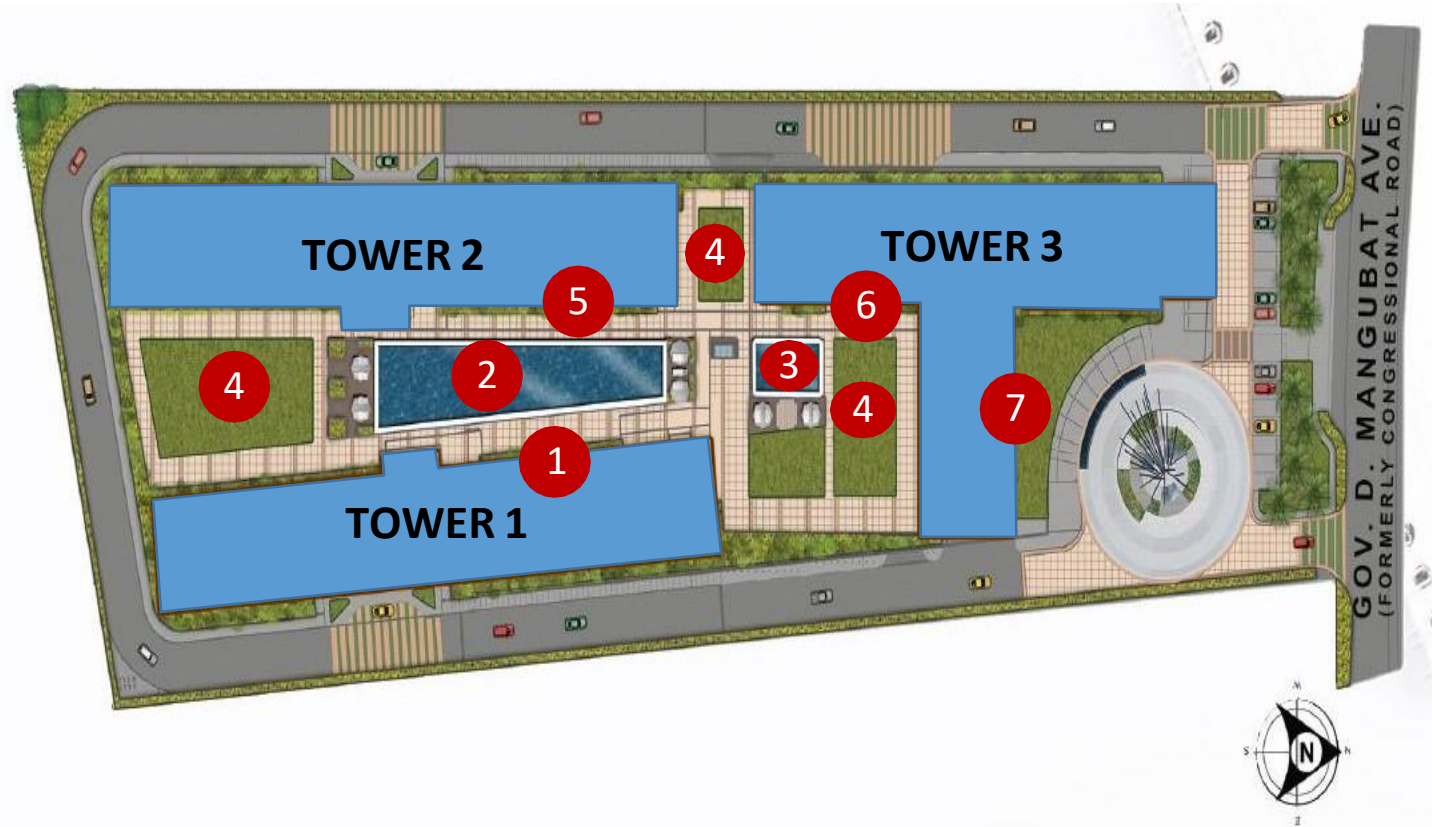 TOWER 2
TOWER 3
4
5
6
4
2
3
4
7
1
TOWER 1
GOV. D. MANGUBAT AVE.
(FORMERLY CONGRESSIONAL ROAD)
W
S
N
N
E